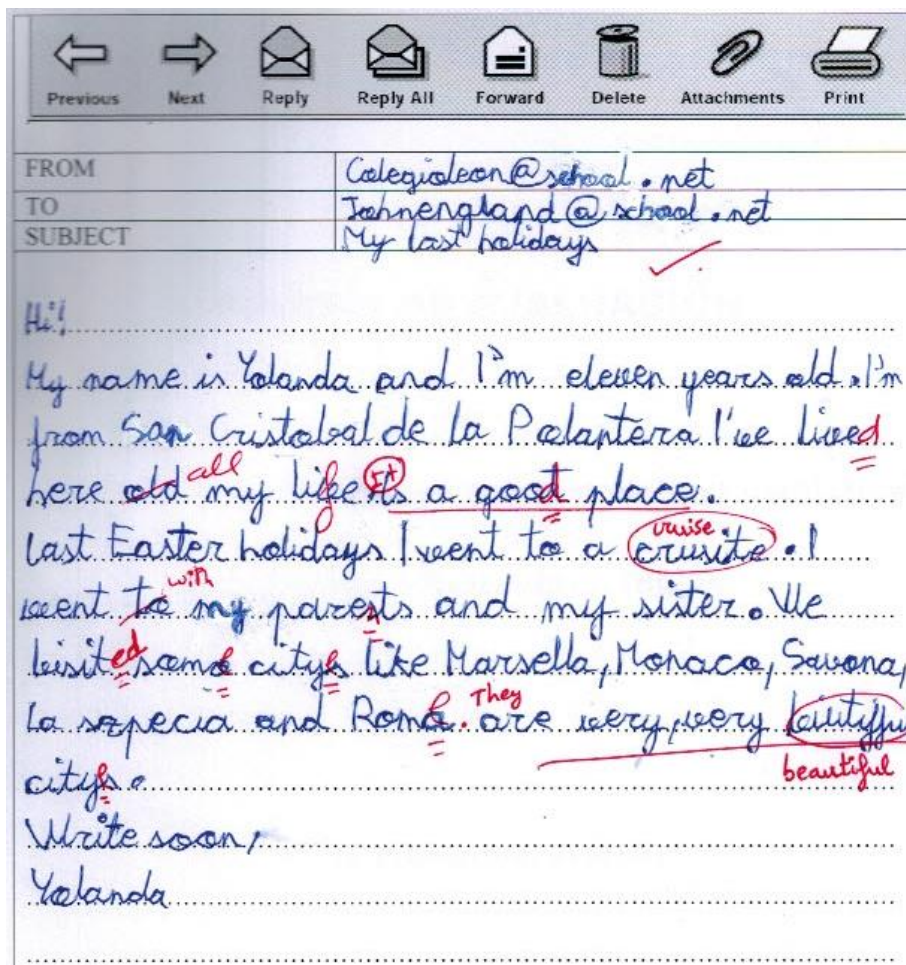 Previous Next Reply Reply All Forward Delete Attachments Print
FROM Colegioleon@school.net
TO Johnengland@school.net
SUBJECT My last holidays
Hi!
My name is Yolanda and I'm eleven years old. I'm
from San Cristobal de la Polantera I've lived
all
here old my life It's a good place.
cruise
last Easter holidays I went to a crusite. I
with
went to my parents and my sister. We
bisited some citys like Marsella, Monaco, Savona,
They
La sepecia and Rome. are very, very
beautiful
citys.
Write soon,
Yolanda